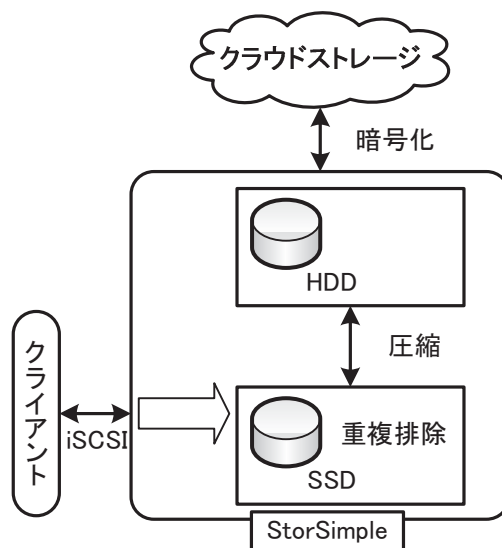 クラウドストレージ
暗号化
HDD
圧縮
クライアント
iSCSI
重複排除
SSD
StorSimple